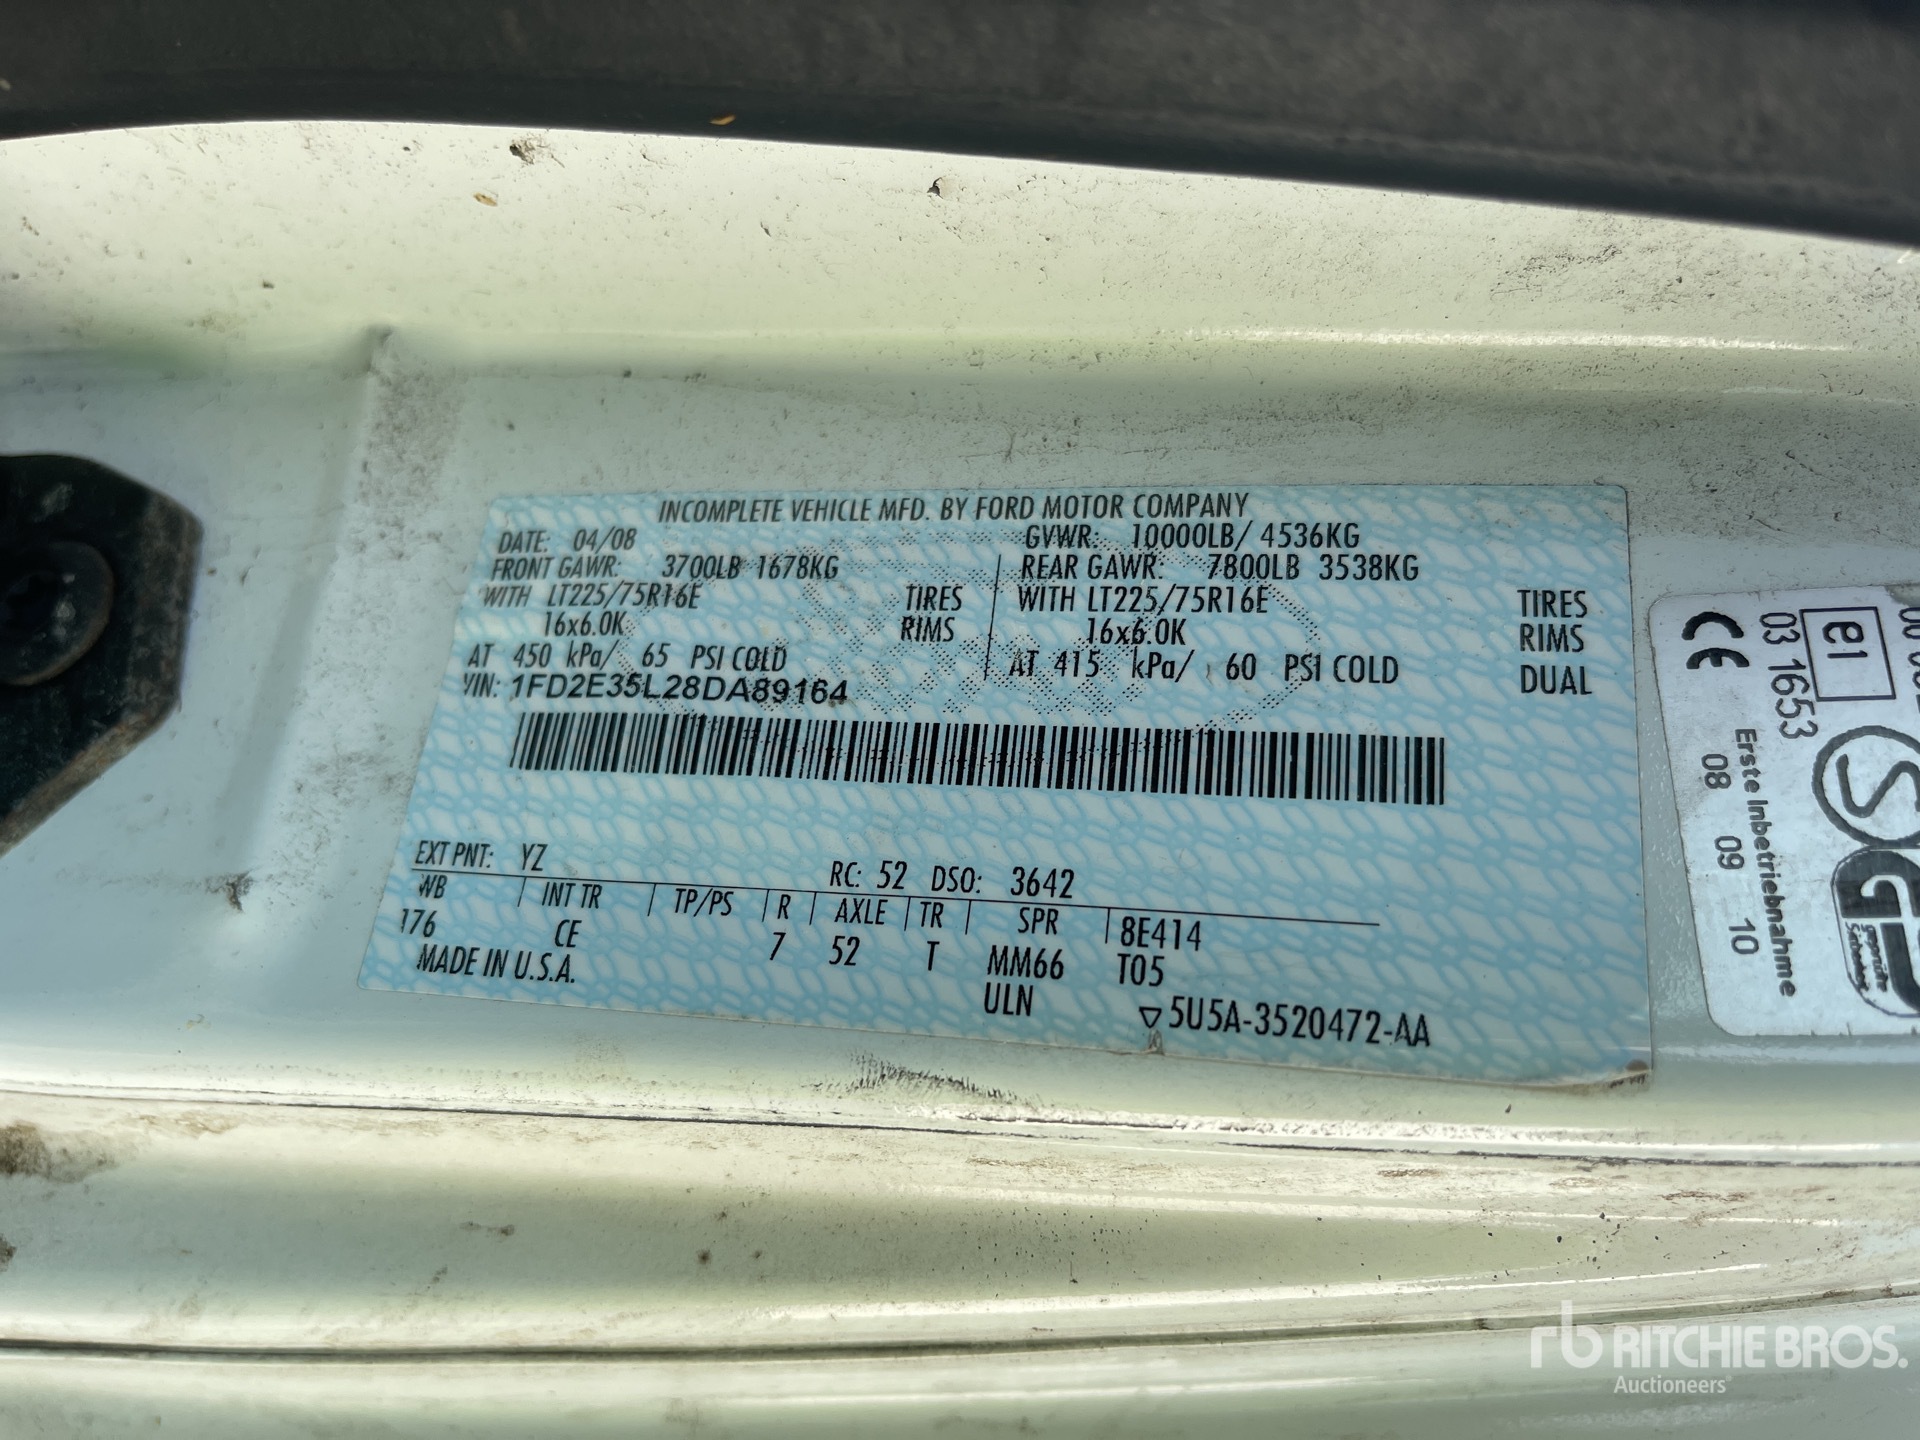 INCOMPLETE VEHICLE MFD. BY FORD MOTOR COMPANY
DATE: 04/08 GVWR: 10000LB/ 4536KG
FRONT GAWR: 3700LB 1678KG REAR GAWR: 7800LB 3538KG
WITH LT225/75R16E TIRES WITH LT225/75R16E TIRES
16x6.0K RIMS 16x6.0K RIMS
AT 450 kPa/ 65 PSI COLD AT 415 kPa/ 60 PSI COLD DUAL
VIN: 1FD2E35L28DA89164
EXT PNT: YZ RC: 52 DSO: 3642
WB INT TR TP/PS R AXLE TR SPR 8E414
176 CE 7 52 T MM66 T05
MADE IN U.S.A. ULN ▽5U5A-3520472-AA
CE
e1
03 1653
Erste Inbetriebnahme
08 09 10
geprüfte
Sicherheit
rb RITCHIE BROS.
Auctioneers